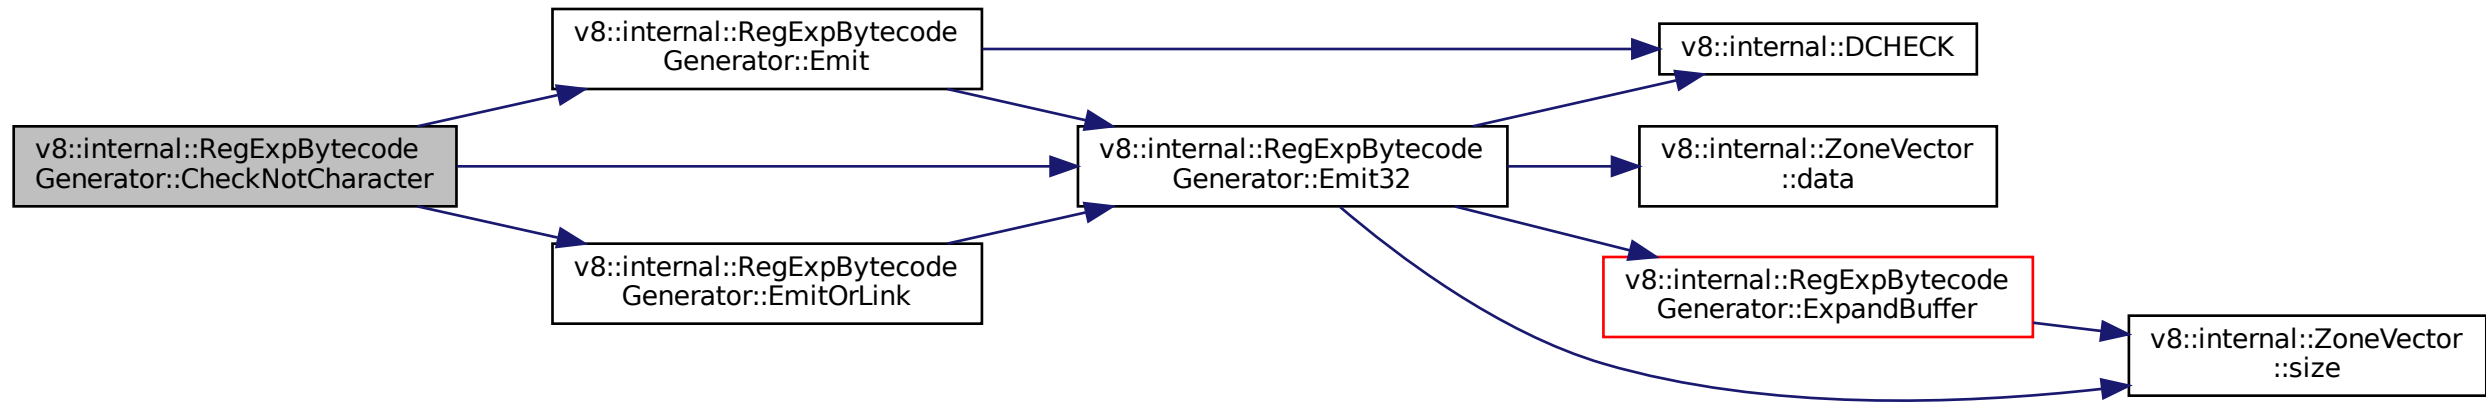 v8::internal::RegExpBytecode
Generator::CheckNotCharacter
v8::internal::RegExpBytecode
Generator::Emit
v8::internal::RegExpBytecode
Generator::EmitOrLink
v8::internal::RegExpBytecode
Generator::Emit32
v8::internal::DCHECK
v8::internal::ZoneVector
::data
v8::internal::RegExpBytecode
Generator::ExpandBuffer
v8::internal::ZoneVector
::size